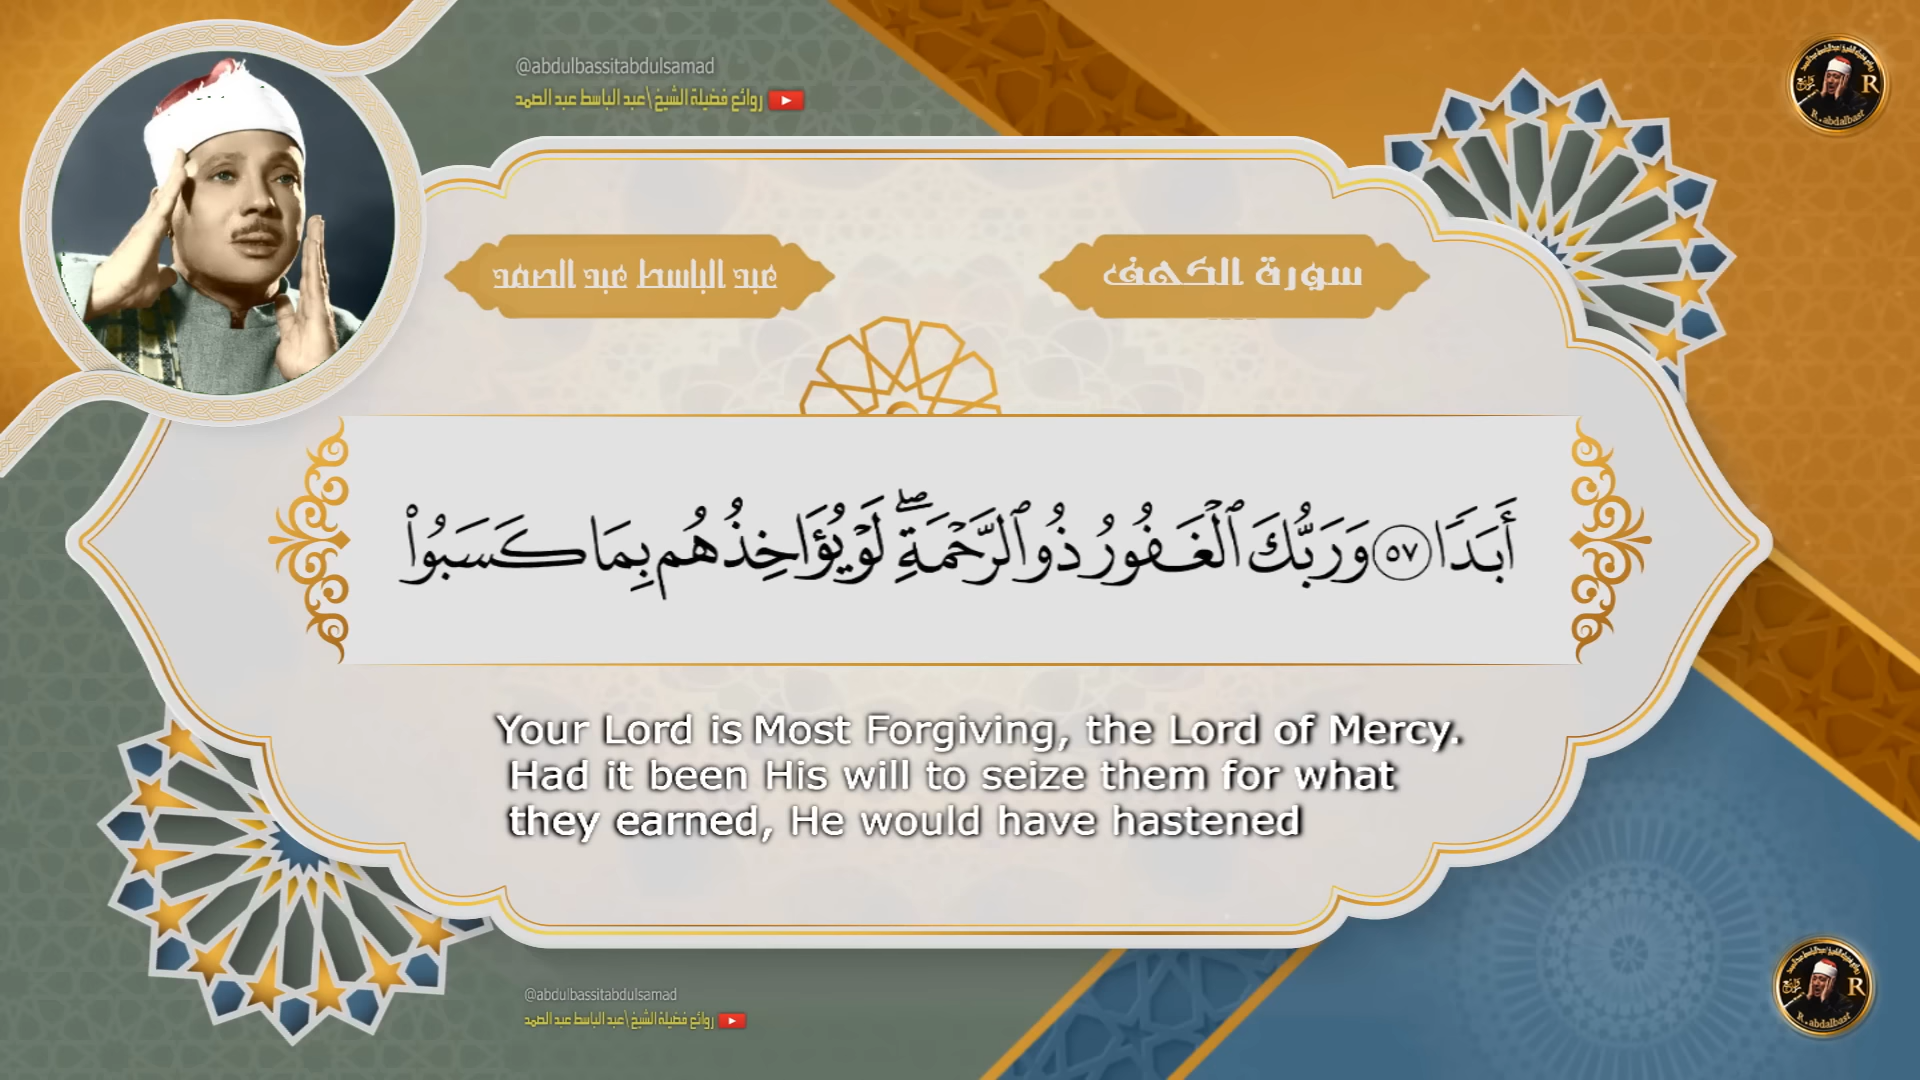 @abdulbassitabdulsamad
روائع فضيلة الشيخ \ عبد الباسط عبد الصمد
سورة الكهف
عبد الباسط عبد الصمد
أَبَدًا ٥٧ وَرَبُّكَ ٱلْغَفُورُ ذُو ٱلرَّحْمَةِ ۖ لَوْ يُؤَاخِذُهُم بِمَا كَسَبُوا۟
Your Lord is Most Forgiving, the Lord of Mercy.
Had it been His will to seize them for what
they earned, He would have hastened
@abdulbassitabdulsamad
روائع فضيلة الشيخ \ عبد الباسط عبد الصمد
R
R.abdalbast
R
R.abdalbast